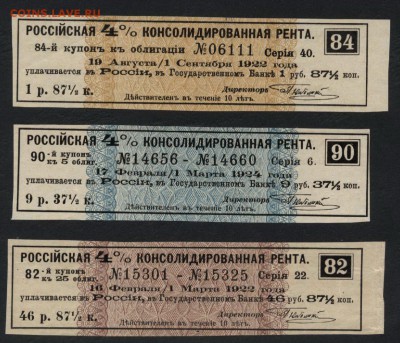 COINS.LAVE.RU
РОССІЙСКАЯ 4% КОНСОЛИДИРОВАННАЯ РЕНТА.
84
84-й купонъ къ облигаціи №06111 Серія 40.
19 Августа/1 Сентября 1922 года
уплачивается въ Россіи, въ Государственномъ Банкѣ 1 руб. 87½ коп.
1 р. 87½ к.
Директоръ
Дѣйствителенъ въ теченіе 10 лѣтъ.
РОССІЙСКАЯ 4% КОНСОЛИДИРОВАННАЯ РЕНТА.
90
90-й купонъ къ 5 облиг. №14656 - №14660 Серія 6.
17 Февраля/1 Марта 1924 года
уплачивается въ Россіи, въ Государственномъ Банкѣ 9 руб. 37½ коп.
9 р. 37½ к.
Директоръ
Дѣйствителенъ въ теченіе 10 лѣтъ.
РОССІЙСКАЯ 4% КОНСОЛИДИРОВАННАЯ РЕНТА.
82
82-й купонъ къ 25 облиг. №15301 - №15325 Серія 22.
16 Февраля/1 Марта 1922 года
уплачивается въ Россіи, въ Государственномъ Банкѣ 46 руб. 87½ коп.
46 р. 87½ к.
Директоръ
Дѣйствителенъ въ теченіе 10 лѣтъ.